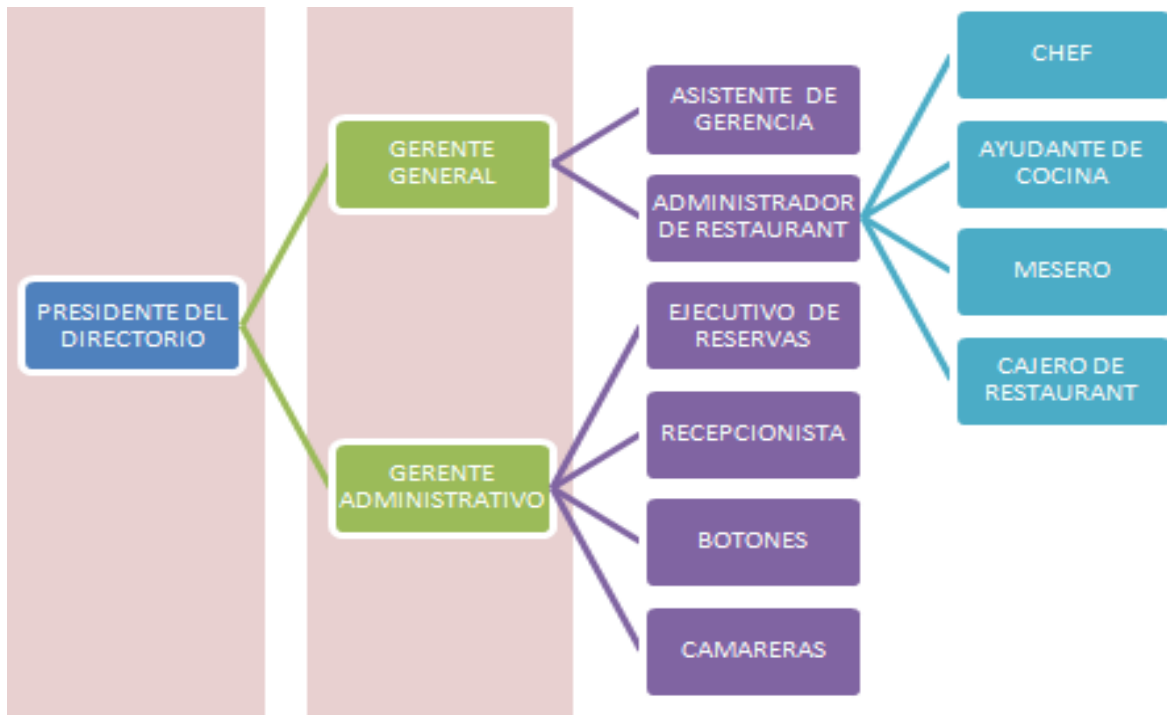 PRESIDENTE DEL
DIRECTORIO
GERENTE
GENERAL
GERENTE
ADMINISTRATIVO
ASISTENTE DE
GERENCIA
ADMINISTRADOR
DE RESTAURANT
EJECUTIVO DE
RESERVAS
RECEPCIONISTA
BOTONES
CAMARERAS
CHEF
AYUDANTE DE
COCINA
MESERO
CAJERO DE
RESTAURANT